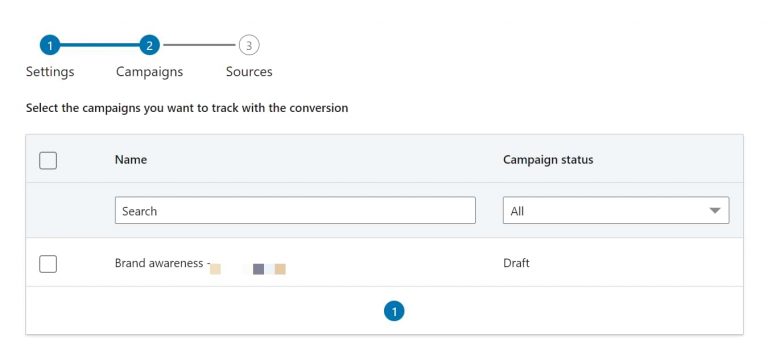 1 2 3
Settings Campaigns Sources
Select the campaigns you want to track with the conversion
Name Campaign status
Search All
Brand awareness - Draft
1